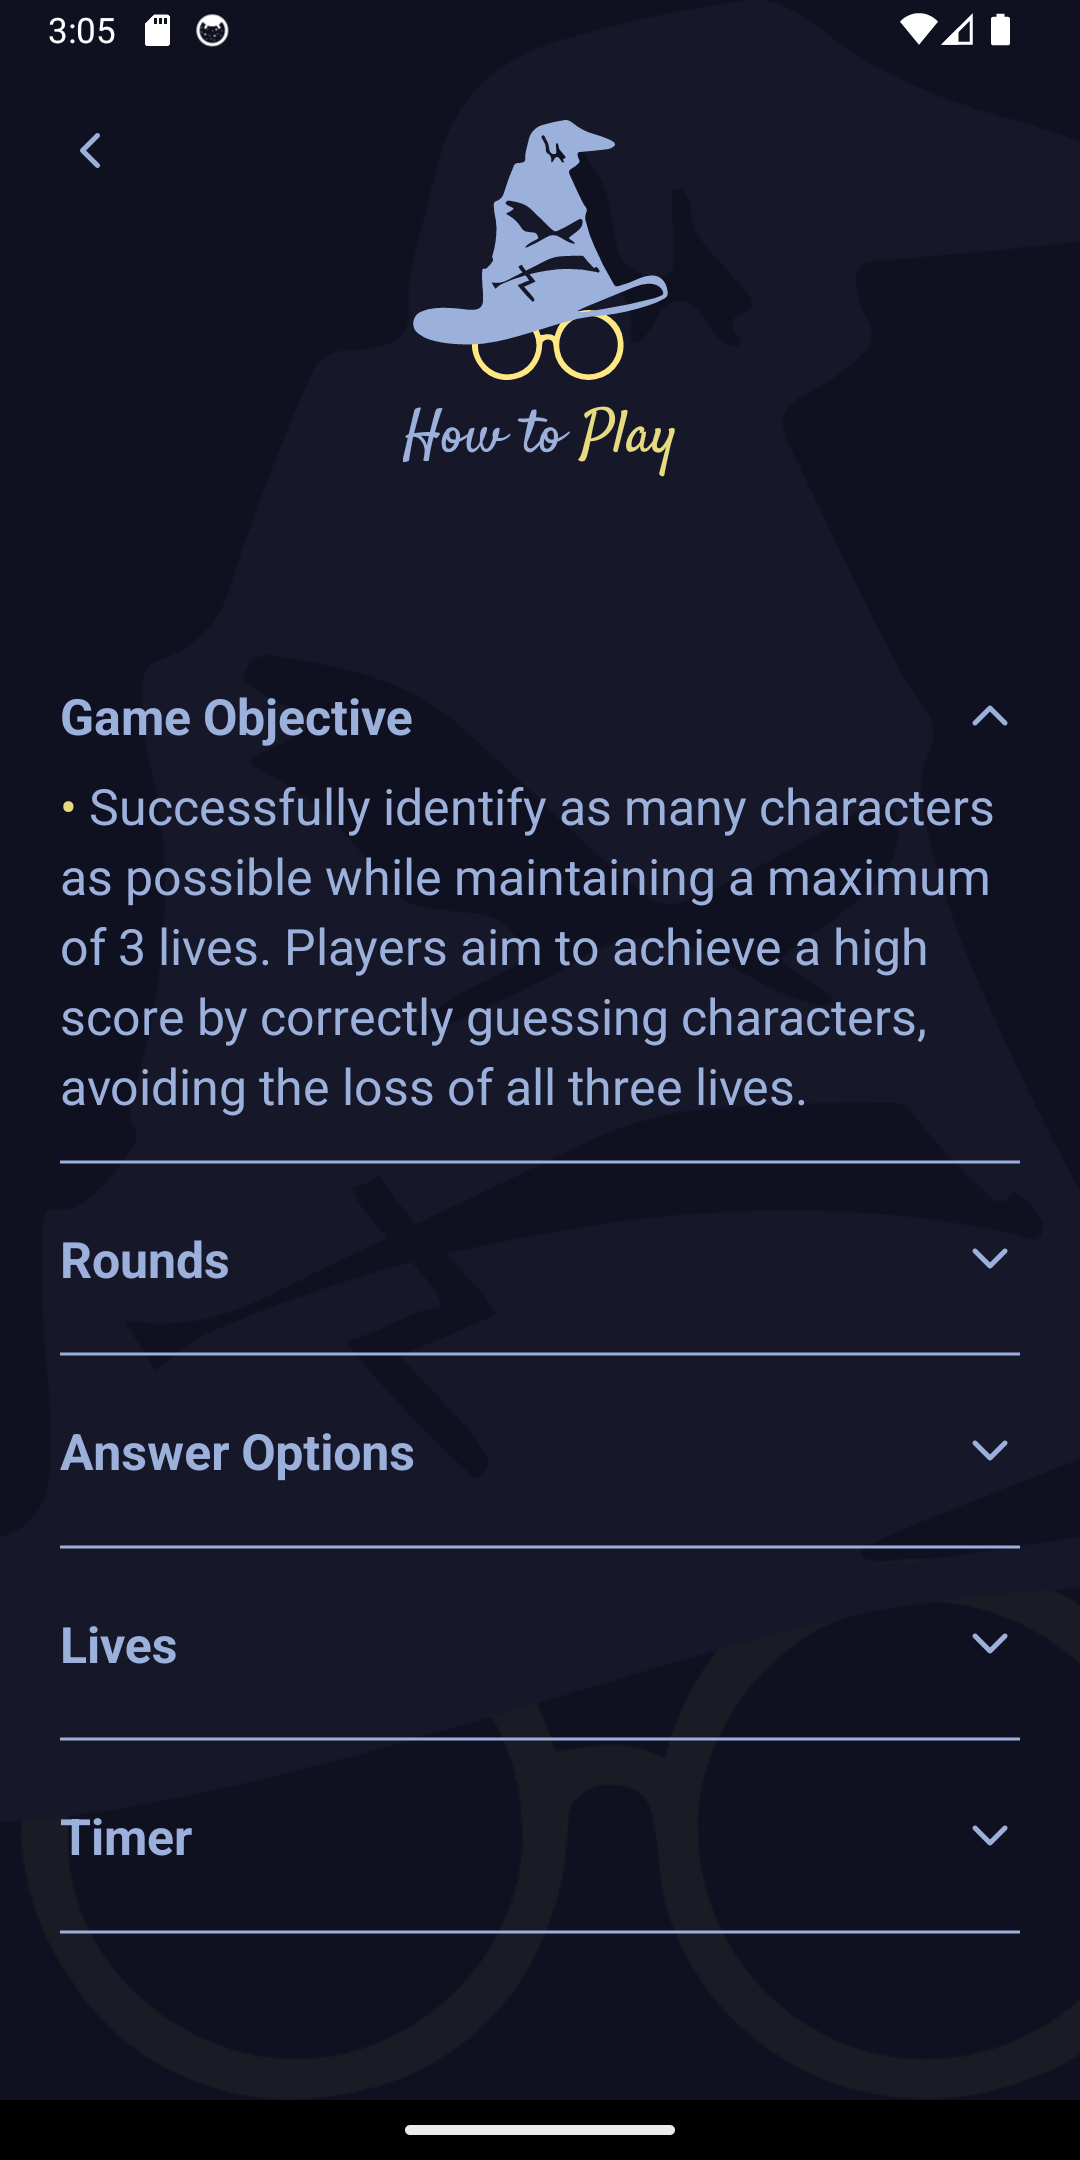 3:05
How to Play
Game Objective
• Successfully identify as many characters
as possible while maintaining a maximum
of 3 lives. Players aim to achieve a high
score by correctly guessing characters,
avoiding the loss of all three lives.
Rounds
Answer Options
Lives
Timer